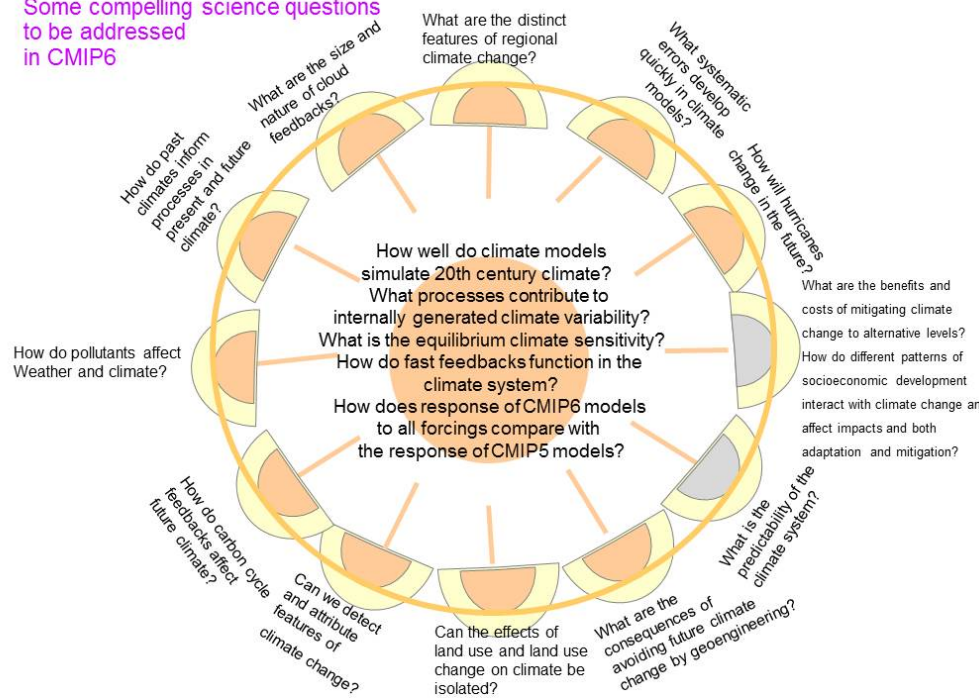 Some compelling science questions
to be addressed
in CMIP6
What are the distinct
features of regional
climate change?
What systematic
errors develop
quickly in climate
models?
How will hurricanes
change in the future?
What are the benefits and
costs of mitigating climate
change to alternative levels?
How do different patterns of
socioeconomic development
interact with climate change an
affect impacts and both
adaptation and mitigation?
What is the
predictability of the
climate system?
What are the
consequences of
avoiding future climate
change by geoengineering?
Can the effects of
land use and land use
change on climate be
isolated?
Can we detect
and attribute
features of
climate change?
How do carbon cycle
feedbacks affect
future climate?
How do pollutants affect
Weather and climate?
How do past
climates inform
processes in
present and future
climate?
What are the size and
nature of cloud
feedbacks?
How well do climate models
simulate 20th century climate?
What processes contribute to
internally generated climate variability?
What is the equilibrium climate sensitivity?
How do fast feedbacks function in the
climate system?
How does response of CMIP6 models
to all forcings compare with
the response of CMIP5 models?